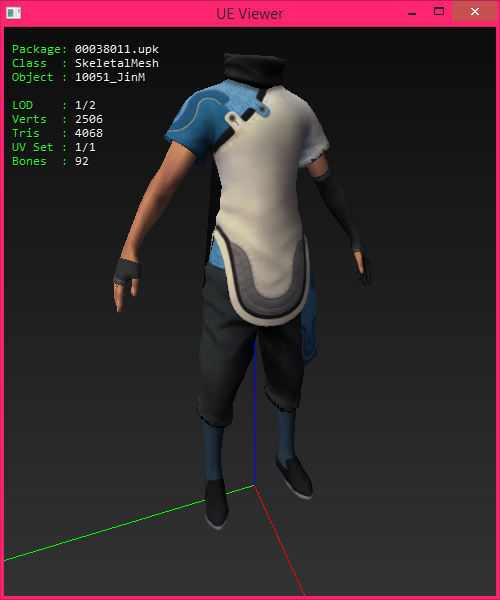 UE Viewer
Package: 00038011.upk
Class : SkeletalMesh
Object : 10051_JinM
LOD : 1/2
Verts : 2506
Tris : 4068
UV Set : 1/1
Bones : 92